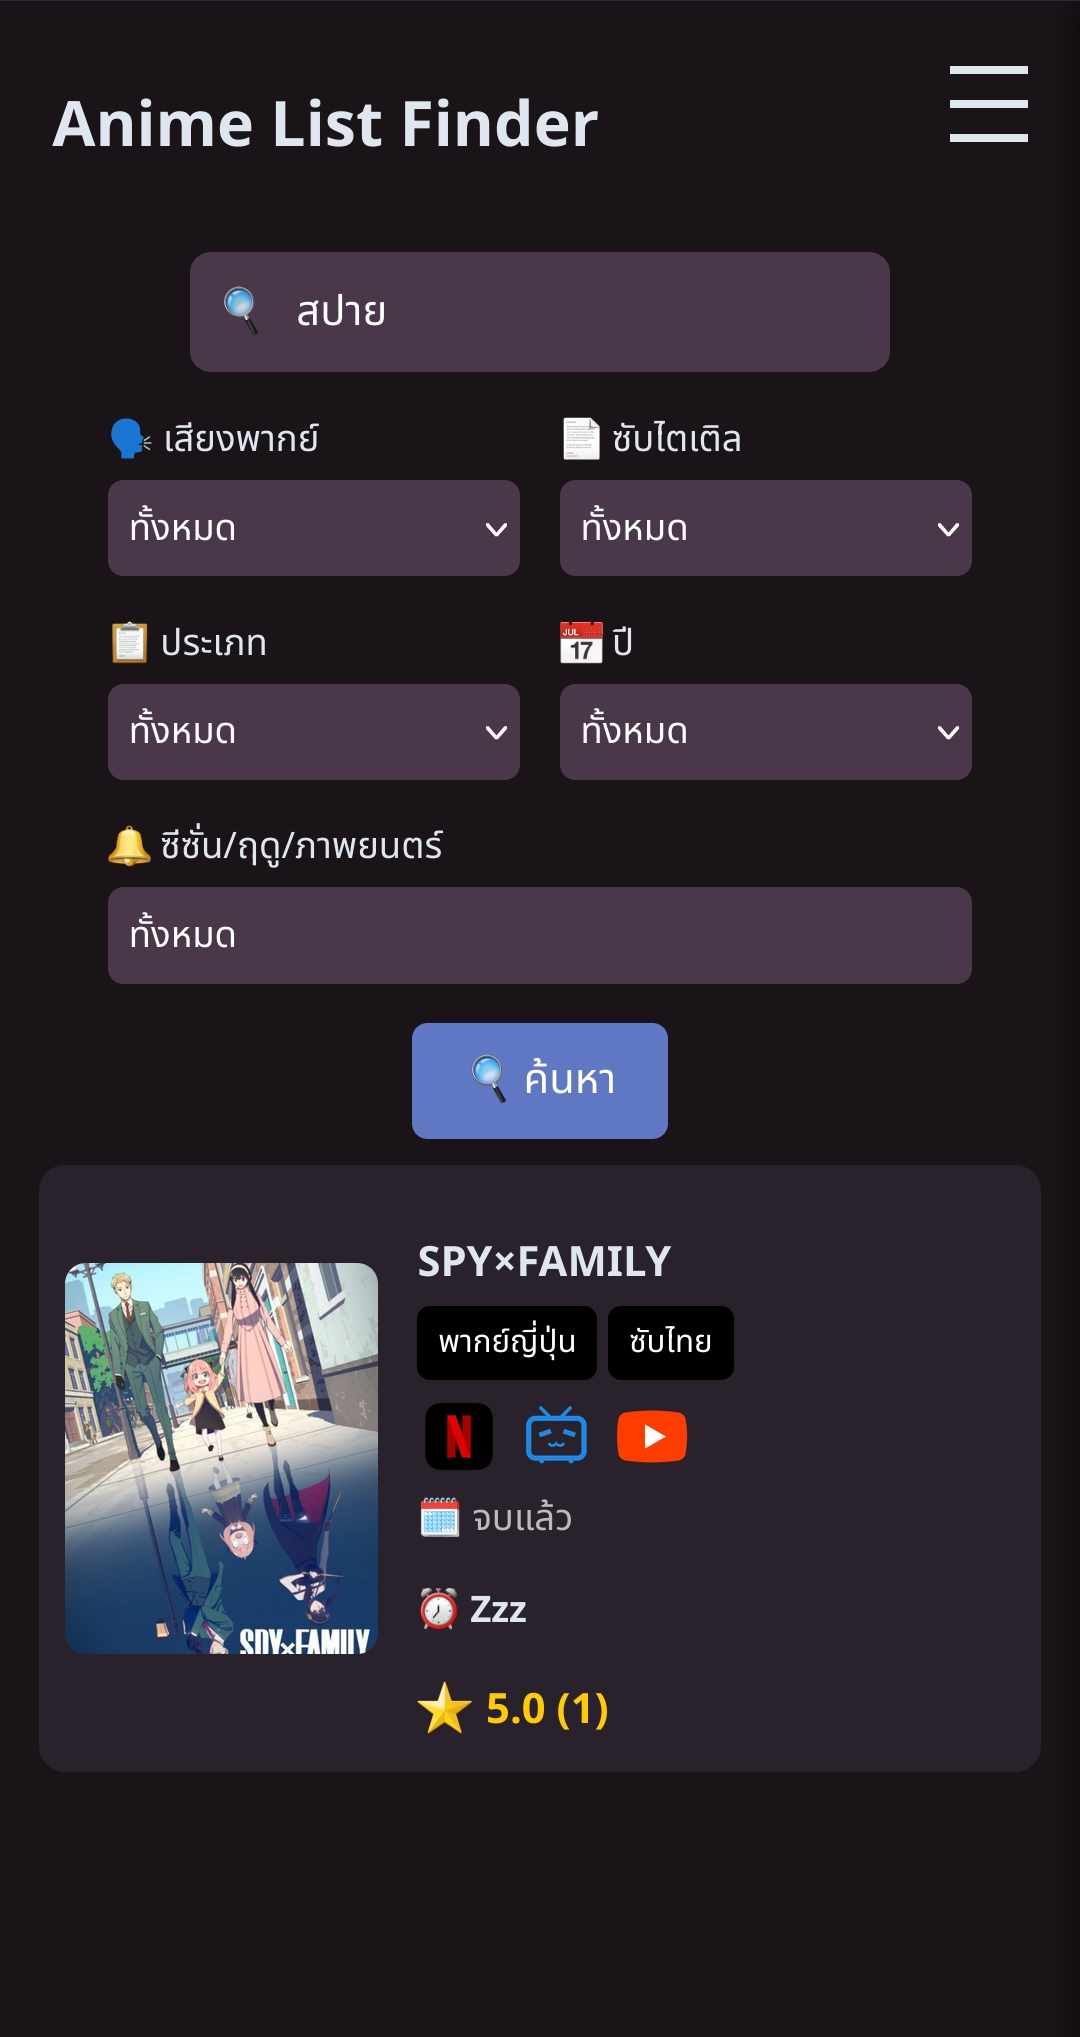 Anime List Finder
🔍 สปาย
🗣️ เสียงพากย์
📄 ซับไตเติล
ทั้งหมด
ทั้งหมด
📋 ประเภท
📅 ปี
ทั้งหมด
ทั้งหมด
🔔 ซีซั่น/ฤดู/ภาพยนตร์
ทั้งหมด
🔍 ค้นหา
SPY×FAMILY
พากย์ญี่ปุ่น ซับไทย
🗓️ จบแล้ว
⏰ Zzz
⭐ 5.0 (1)
SPY×FAMILY